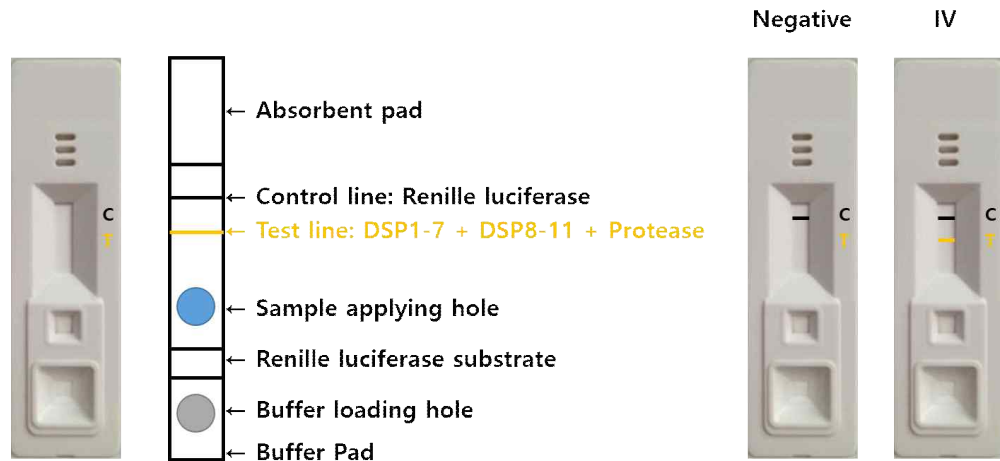 Negative
IV
← Absorbent pad
← Control line: Renille luciferase
← Test line: DSP1-7 + DSP8-11 + Protease
← Sample applying hole
← Renille luciferase substrate
← Buffer loading hole
← Buffer Pad
C
T
C
T
C
T